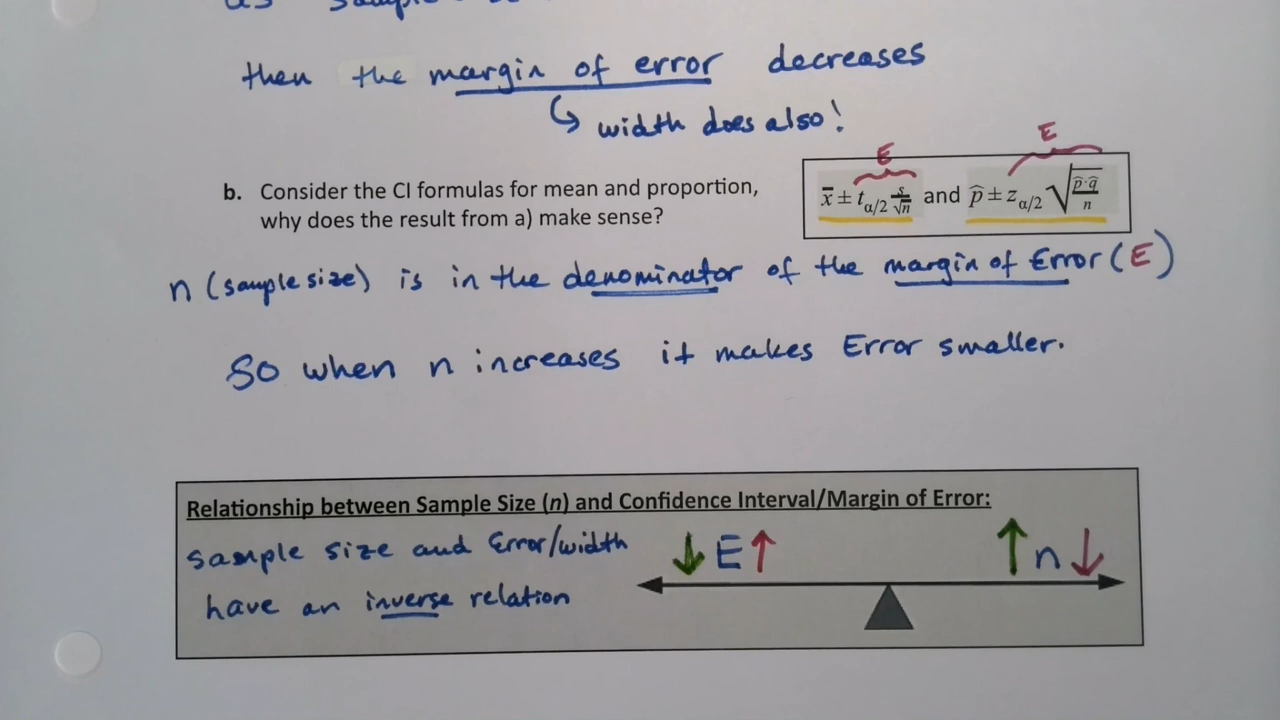 then the margin of error decreases
width does also!
E E
b. Consider the CI formulas for mean and proportion,
why does the result from a) make sense?
x̄ ± t_α/2 s/√n and p̂ ± z_α/2 √(p̂·q̂/n)
n (sample size) is in the denominator of the margin of Error (E)
So when n increases it makes Error smaller.
Relationship between Sample Size (n) and Confidence Interval/Margin of Error:
sample size and Error/width
have an inverse relation
↓ E ↑ ↑ n ↓